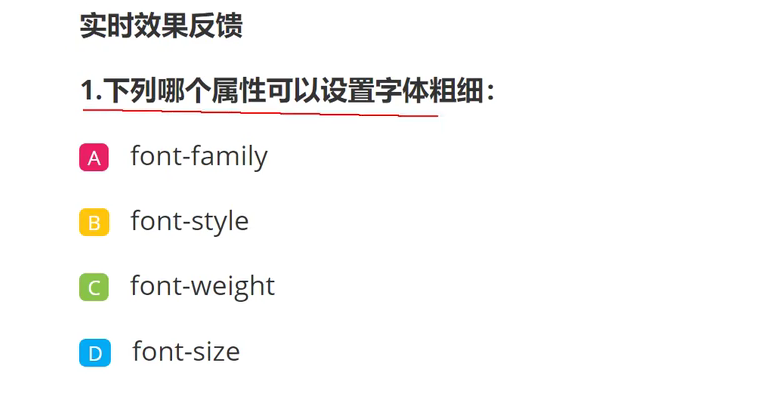 实时效果反馈
1.下列哪个属性可以设置字体粗细：
A font-family
B font-style
C font-weight
D font-size